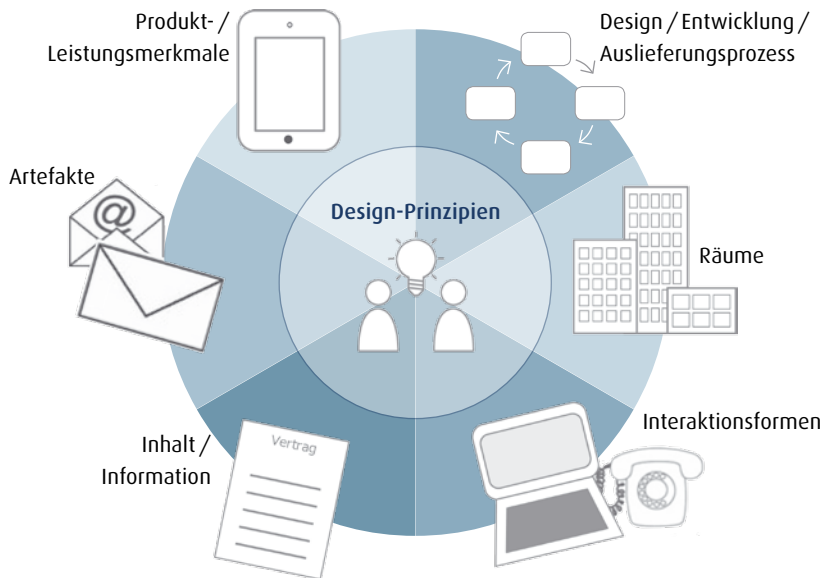 Produkt- /
Leistungsmerkmale
Design / Entwicklung /
Auslieferungsprozess
Artefakte
@
Design-Prinzipien
Räume
Interaktionsformen
Inhalt /
Information
Vertrag